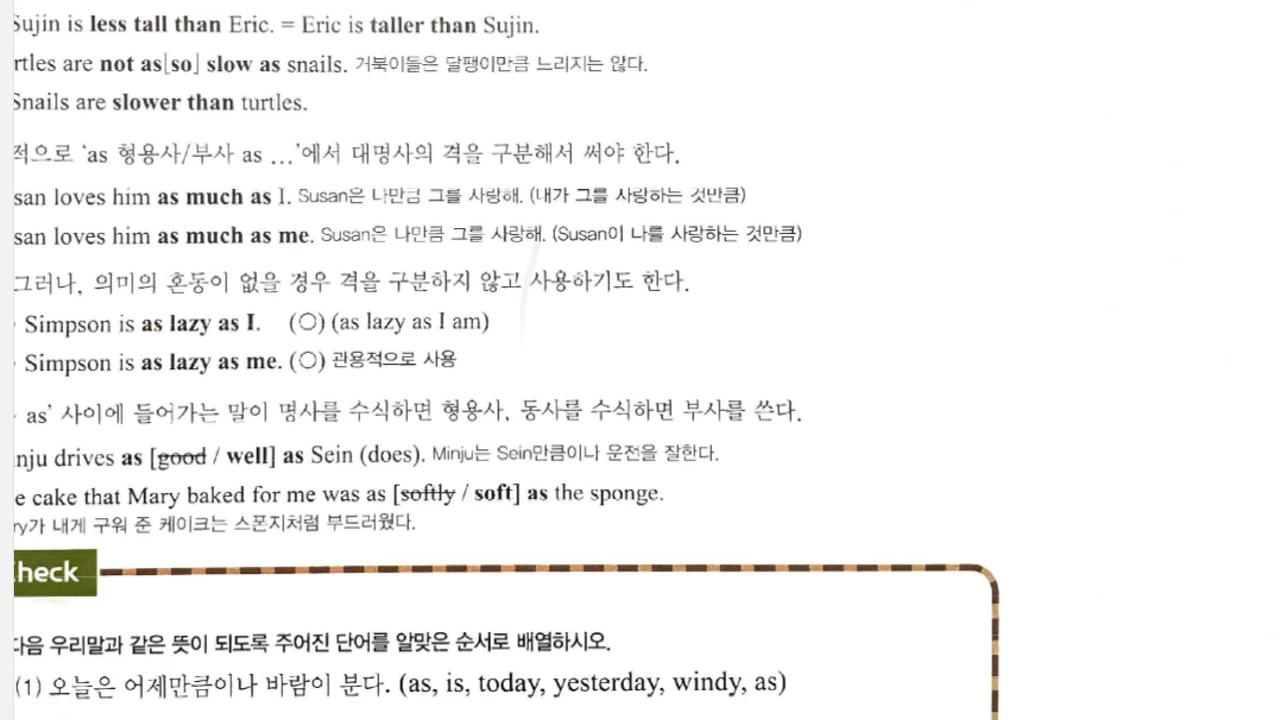 Sujin is less tall than Eric. = Eric is taller than Sujin.
rtles are not as[so] slow as snails. 거북이들은 달팽이만큼 느리지는 않다.
Snails are slower than turtles.
적으로 ‘as 형용사/부사 as …’에서 대명사의 격을 구분해서 써야 한다.
san loves him as much as I. Susan은 나만큼 그를 사랑해. (내가 그를 사랑하는 것만큼)
san loves him as much as me. Susan은 나만큼 그를 사랑해. (Susan이 나를 사랑하는 것만큼)
그러나, 의미의 혼동이 없을 경우 격을 구분하지 않고 사용하기도 한다.
Simpson is as lazy as I. (○) (as lazy as I am)
Simpson is as lazy as me. (○) 관용적으로 사용
as’ 사이에 들어가는 말이 명사를 수식하면 형용사, 동사를 수식하면 부사를 쓴다.
nju drives as [good / well] as Sein (does). Minju는 Sein만큼이나 운전을 잘한다.
e cake that Mary baked for me was as [softly / soft] as the sponge.
ry가 내게 구워 준 케이크는 스폰지처럼 부드러웠다.
Check
다음 우리말과 같은 뜻이 되도록 주어진 단어를 알맞은 순서로 배열하시오.
(1) 오늘은 어제만큼이나 바람이 분다. (as, is, today, yesterday, windy, as)